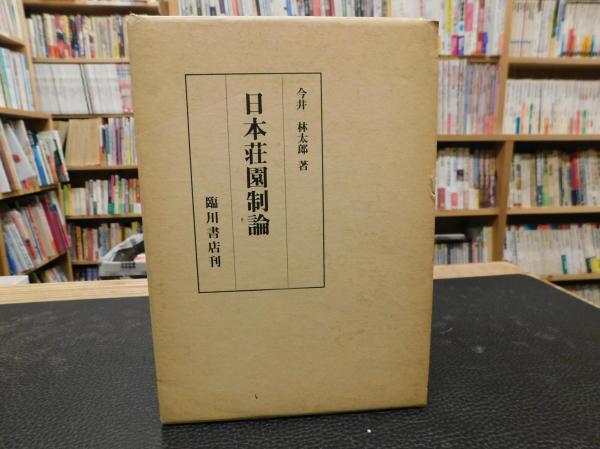 今井 林太郎 著
日本荘園制論
臨川書店刊